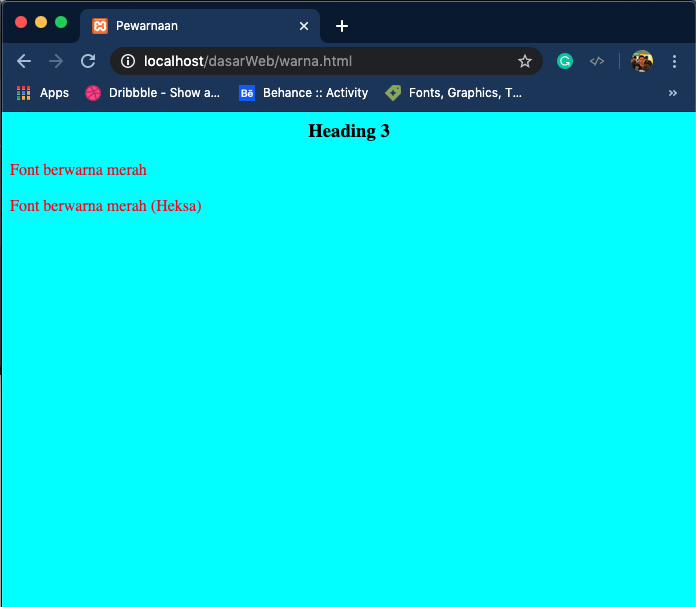 Pewarnaan
localhost/dasarWeb/warna.html
Apps Dribbble - Show a... Bē Behance :: Activity Fonts, Graphics, T... »
Heading 3
Font berwarna merah
Font berwarna merah (Heksa)